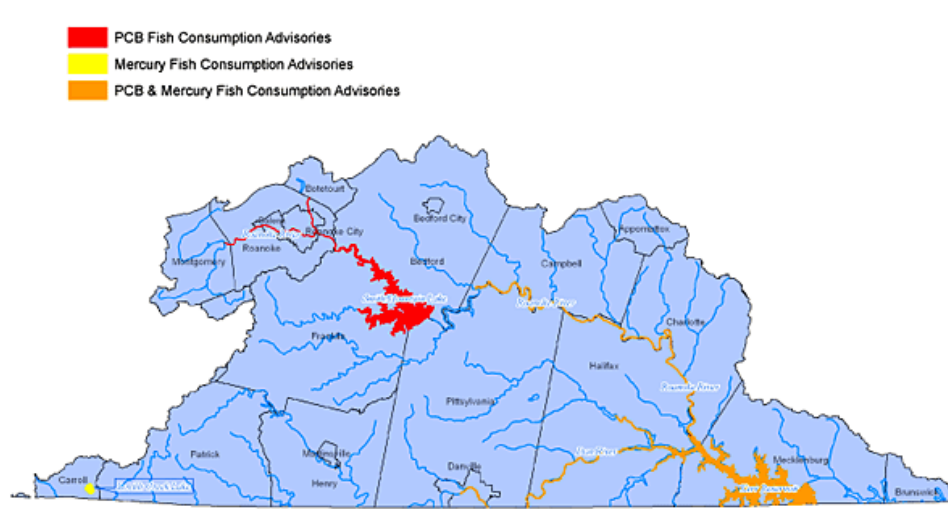 PCB Fish Consumption Advisories
Mercury Fish Consumption Advisories
PCB & Mercury Fish Consumption Advisories
Botetourt
Bedford City
Salem
Roanoke City
Appomattox
Roanoke
Montgomery
Bedford
Campbell
Smith Mountain Lake
Roanoke River
Charlotte
Franklin
Halifax
Roanoke River
Pittsylvania
Patrick
Martinsville
Dan River
Danville
Mecklenburg
Carroll
Henry
Brunswick